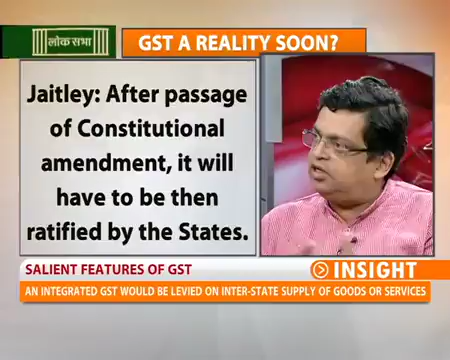 लोक सभा
GST A REALITY SOON?
Jaitley: After passage
of Constitutional
amendment, it will
have to be then
ratified by the States.
SALIENT FEATURES OF GST
INSIGHT
AN INTEGRATED GST WOULD BE LEVIED ON INTER-STATE SUPPLY OF GOODS OR SERVICES